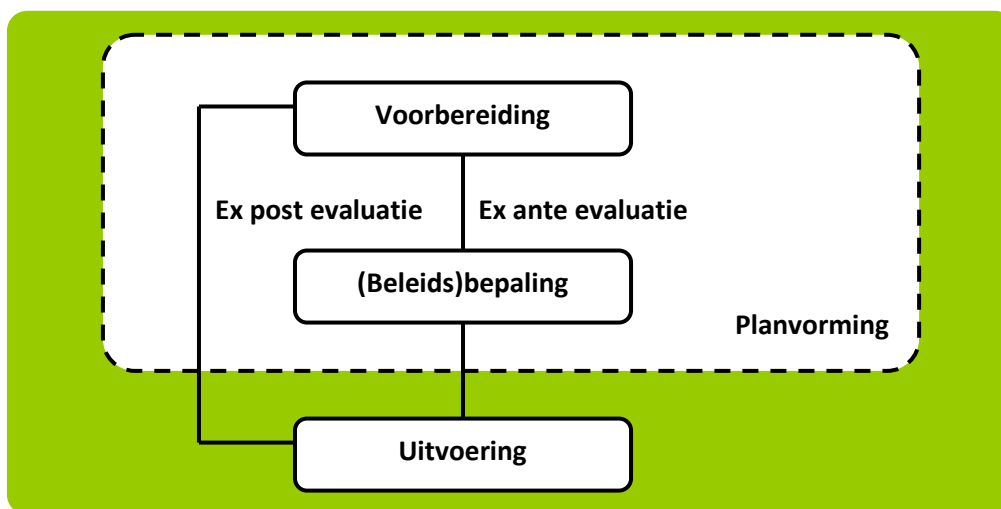 Voorbereiding
Ex post evaluatie
Ex ante evaluatie
(Beleids)bepaling
Planvorming
Uitvoering